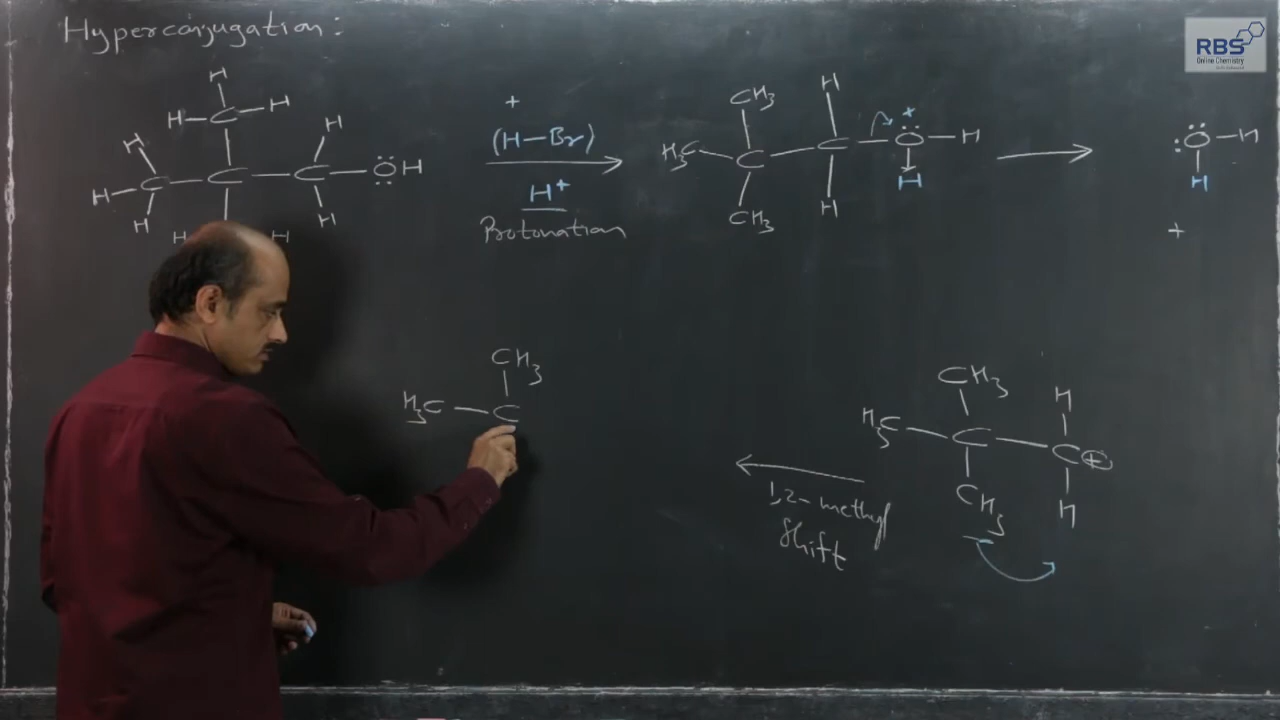 Hyperconjugation:
RBS
Online Chemistry
H
H—C—H
H
H
H—C—C—C—ÖH
H
H
H
H
+
(H—Br)
H+
Protonation
CH3
H
+
H3C—C—C—Ö—H
H
CH3
H
:Ö—H
H
+
CH3
H3C—C
CH3
H
H3C—C—C+
CH3
H
1,2-methyl
Shift